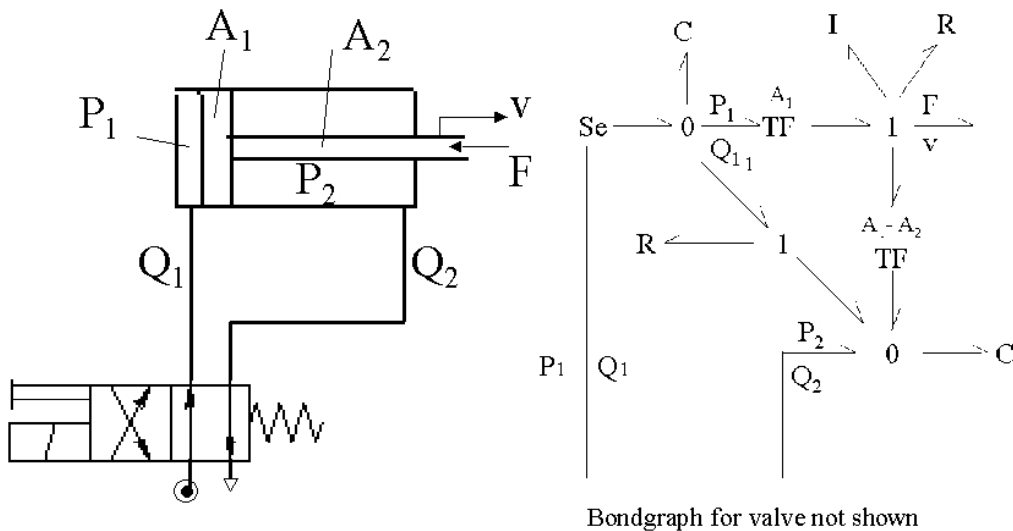 A1
A2
P1
v
F
P2
Q1
Q2
C
I
R
Se
0
P1
Q1 1
A1
TF
1
F
v
R
1
A - A2
TF
P1
Q1
P2
Q2
0
C
Bondgraph for valve not shown